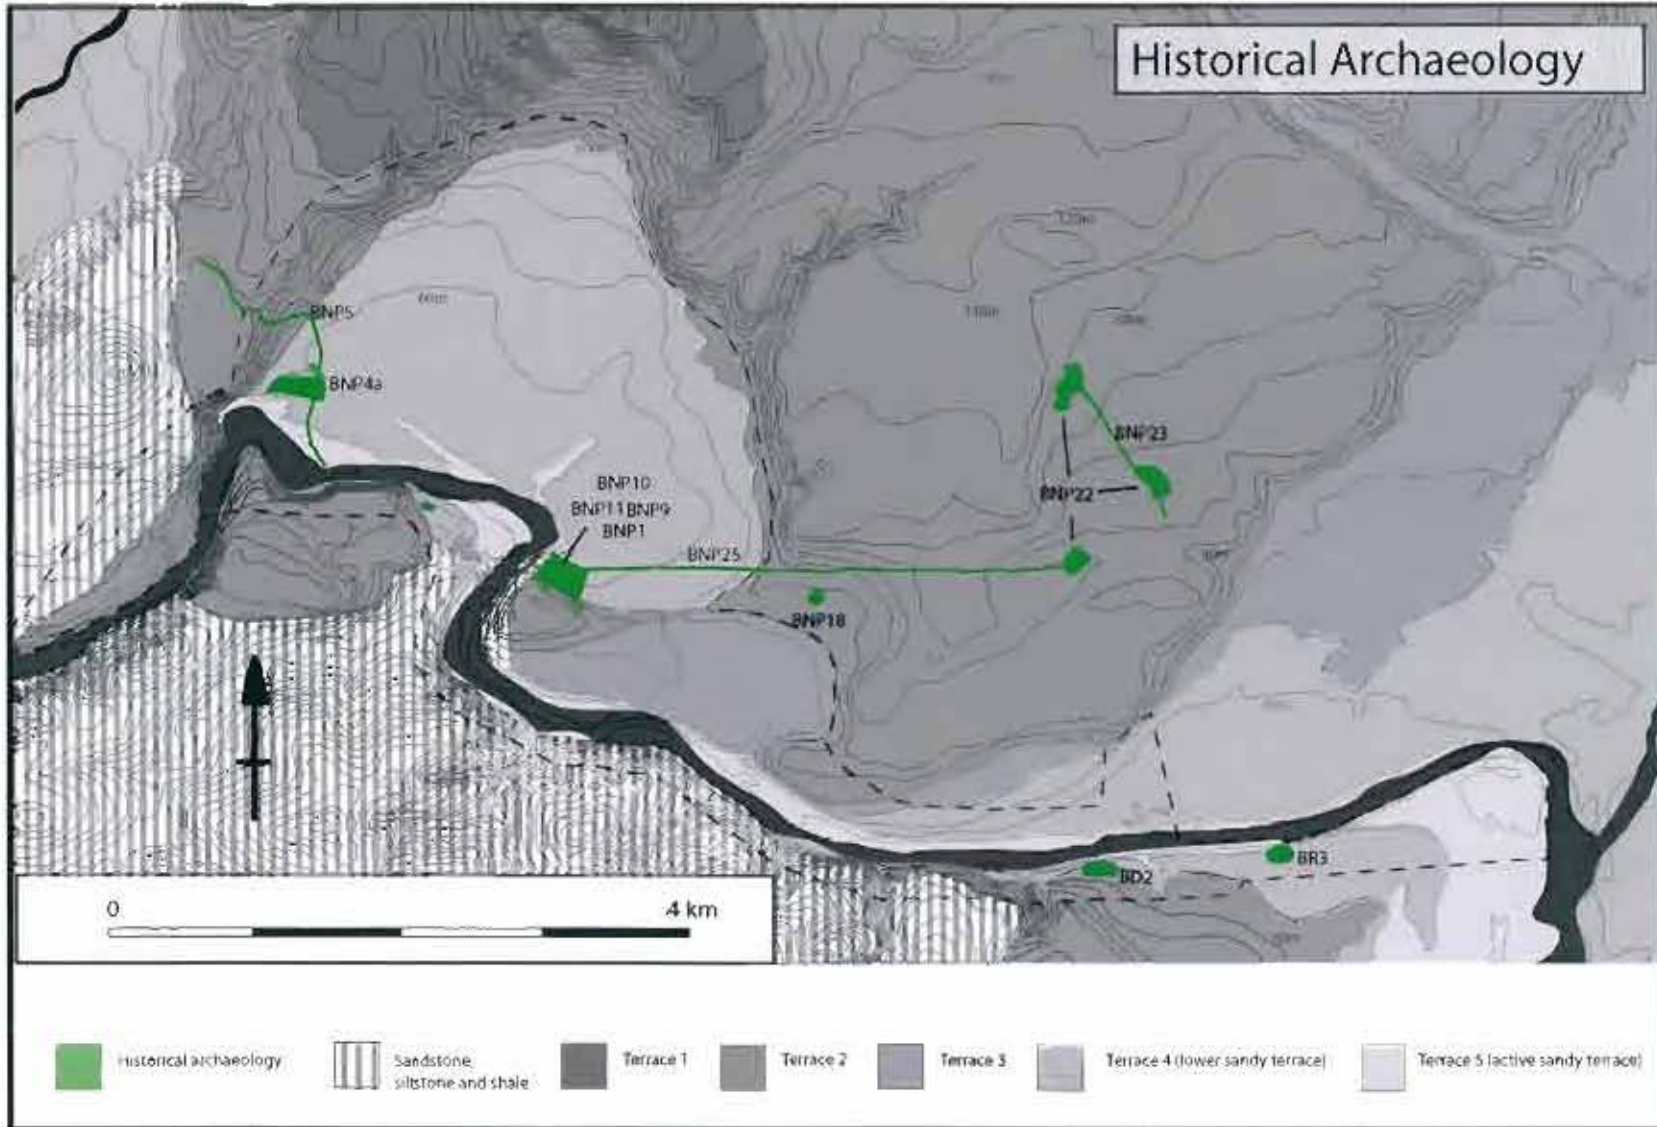 Historical Archaeology
120m
60m
BNP5
BNP4a
BNP23
BNP22
BNP10
BNP11 BNP9
BNP1
BNP25
BNP18
BR3
BD2
0 4 km
Historical archaeology
Sandstone,
siltstone and shale
Terrace 1
Terrace 2
Terrace 3
Terrace 4 (lower sandy terrace)
Terrace 5 (active sandy terrace)